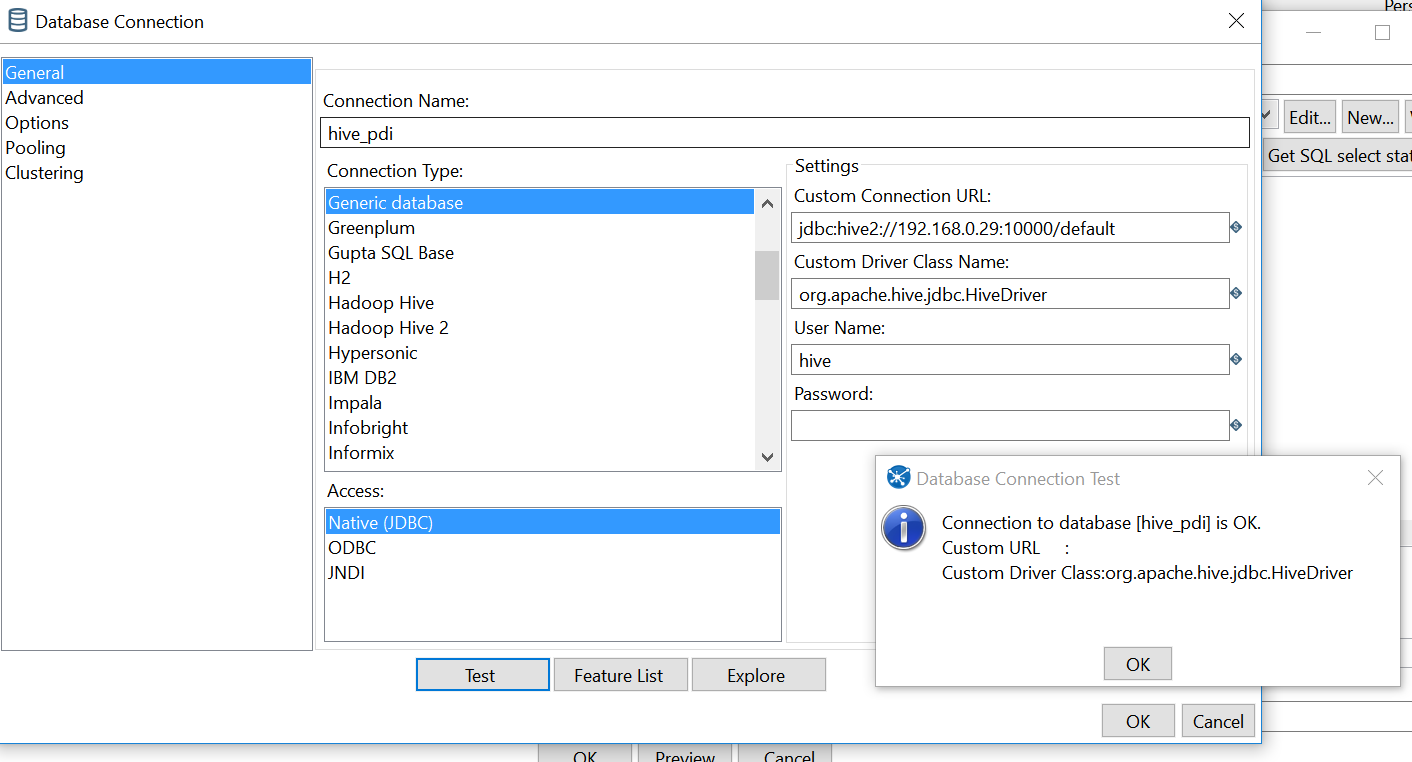 Database Connection
General
Advanced
Options
Pooling
Clustering
Connection Name:
hive_pdi
Connection Type:
Generic database
Greenplum
Gupta SQL Base
H2
Hadoop Hive
Hadoop Hive 2
Hypersonic
IBM DB2
Impala
Infobright
Informix
Access:
Native (JDBC)
ODBC
JNDI
Settings
Custom Connection URL:
jdbc:hive2://192.168.0.29:10000/default
Custom Driver Class Name:
org.apache.hive.jdbc.HiveDriver
User Name:
hive
Password:
Test
Feature List
Explore
OK
Cancel
Database Connection Test
Connection to database [hive_pdi] is OK.
Custom URL :
Custom Driver Class:org.apache.hive.jdbc.HiveDriver
OK
Edit...
New...
Get SQL select stat
OK
Preview
Cancel